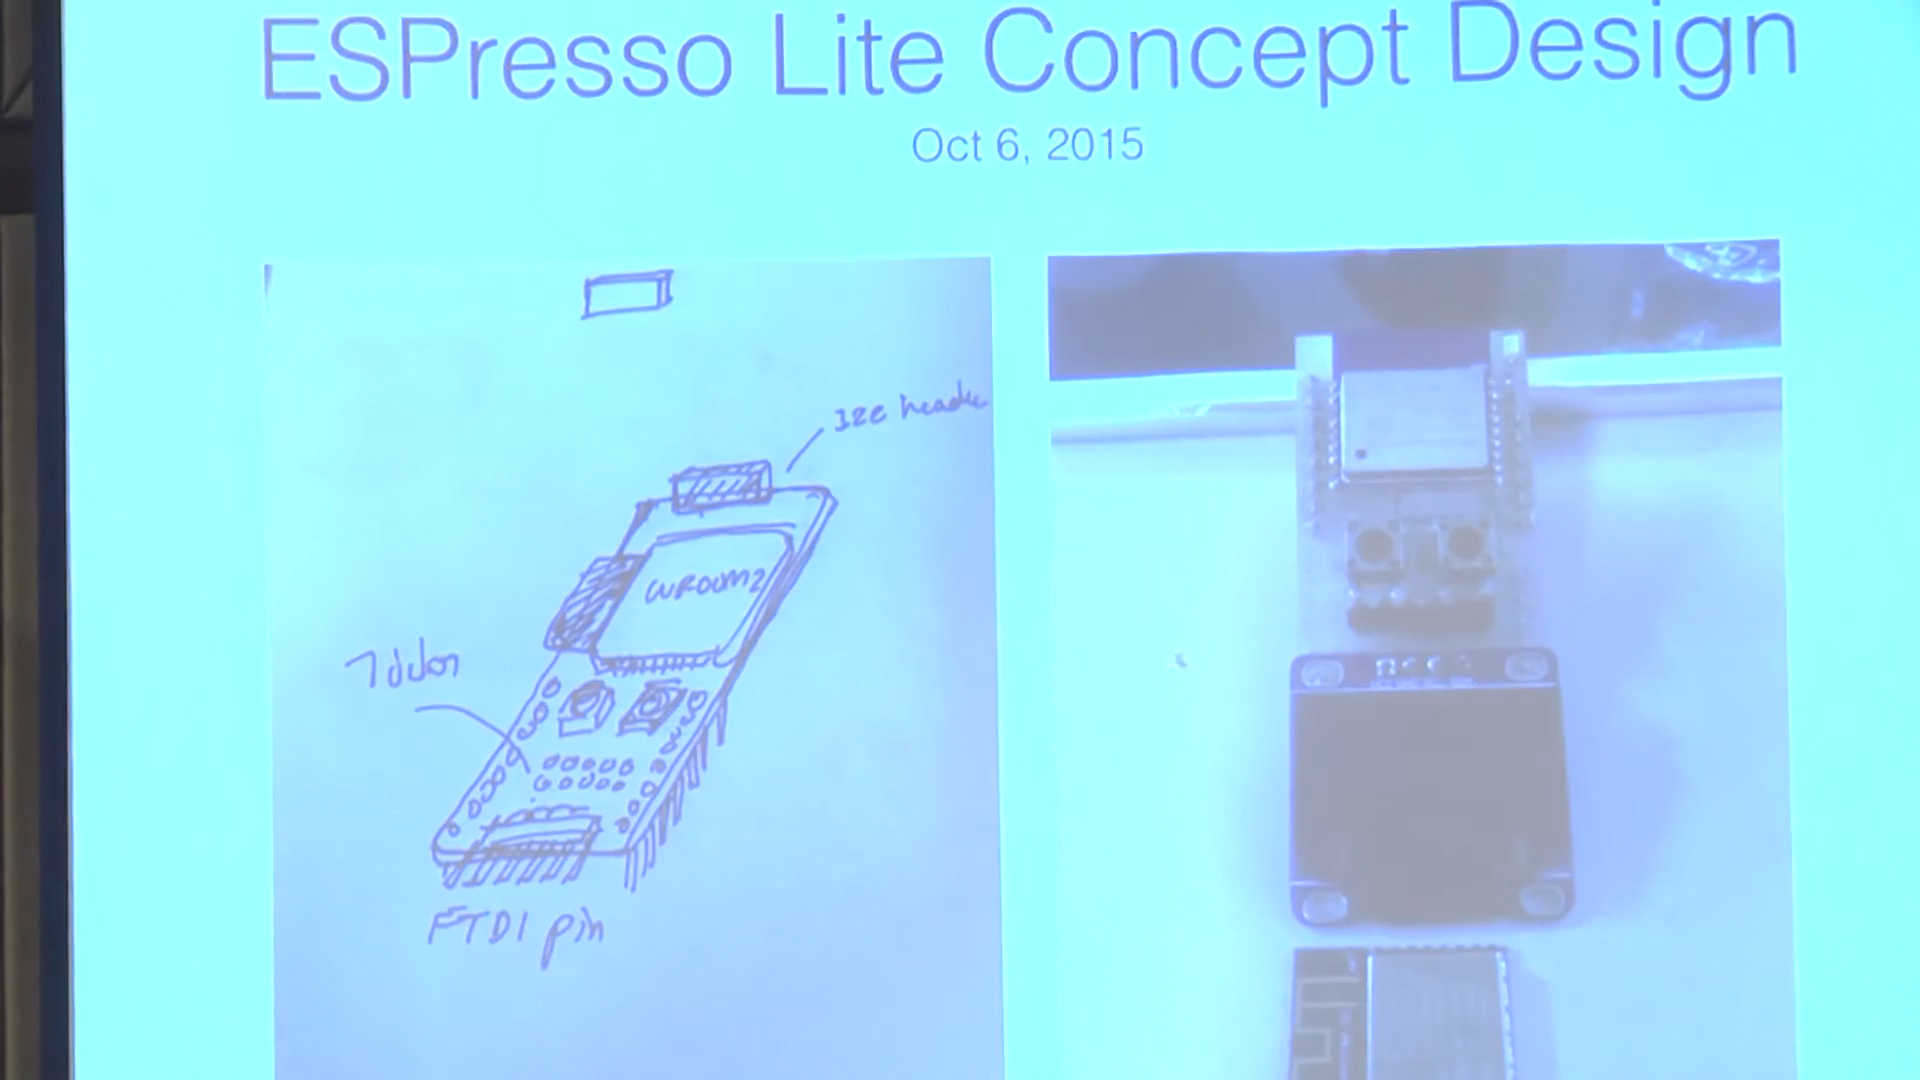 ESPresso Lite Concept Design
Oct 6, 2015
I2C header
WROOM2
FTDI pin